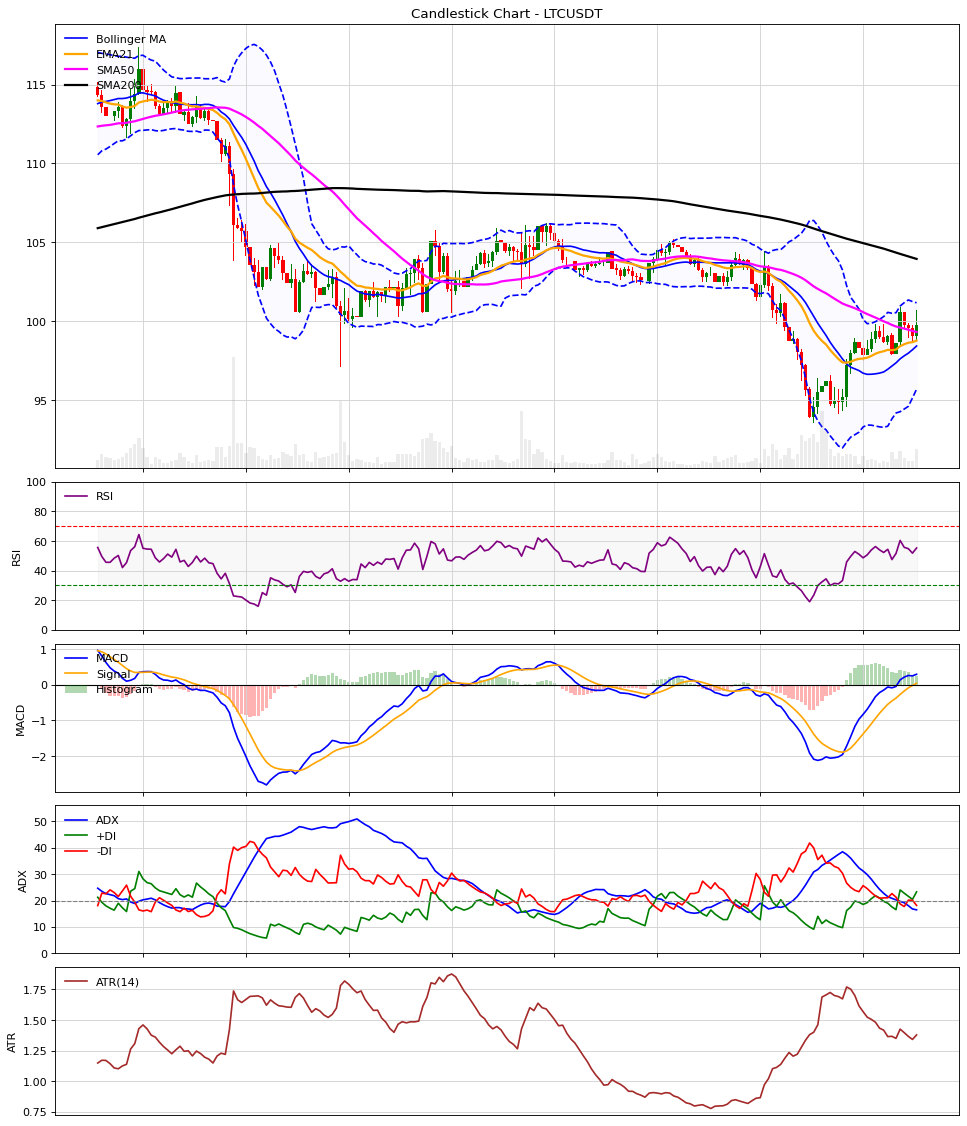 Candlestick Chart - LTCUSDT
Bollinger MA
EMA21
SMA50
SMA200
115
110
105
100
95
RSI
RSI
100
80
60
40
20
0
MACD
Signal
Histogram
MACD
1
0
−1
−2
ADX
+DI
-DI
ADX
50
40
30
20
10
0
ATR(14)
ATR
1.75
1.50
1.25
1.00
0.75